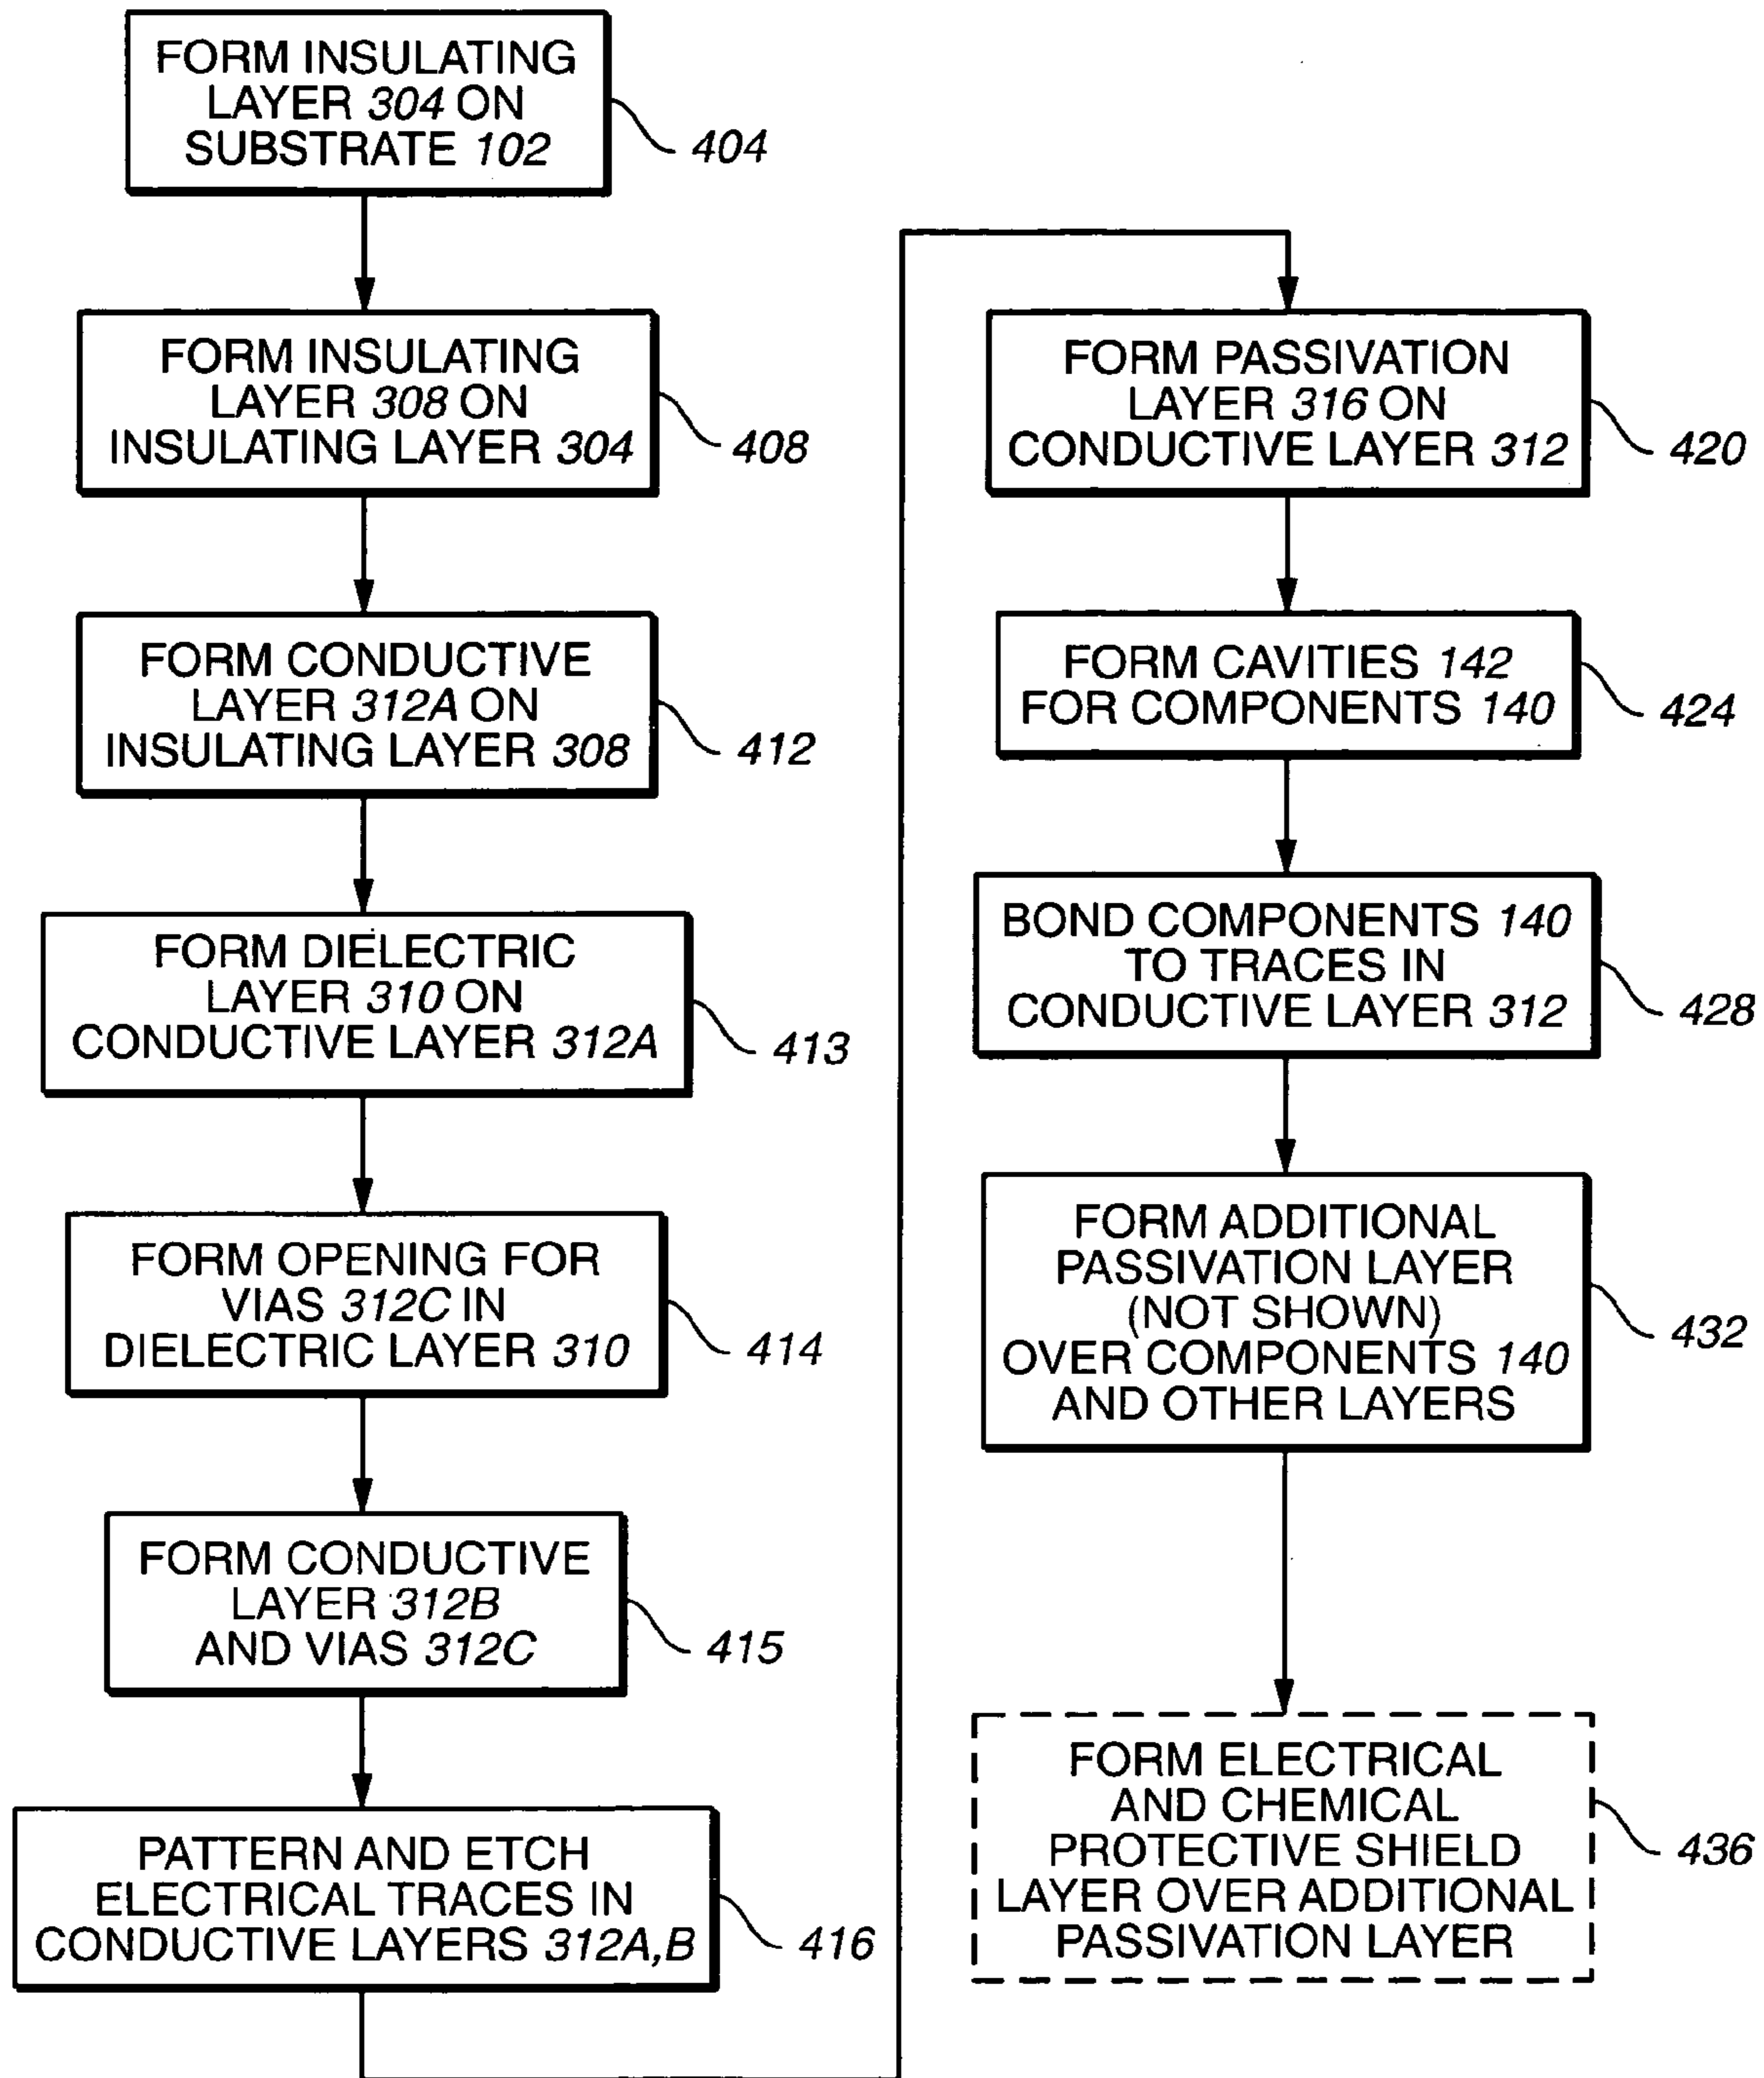 FORM INSULATING
LAYER 304 ON
SUBSTRATE 102
404
FORM INSULATING
LAYER 308 ON
INSULATING LAYER 304
408
FORM CONDUCTIVE
LAYER 312A ON
INSULATING LAYER 308
412
FORM DIELECTRIC
LAYER 310 ON
CONDUCTIVE LAYER 312A
413
FORM OPENING FOR
VIAS 312C IN
DIELECTRIC LAYER 310
414
FORM CONDUCTIVE
LAYER 312B
AND VIAS 312C
415
PATTERN AND ETCH
ELECTRICAL TRACES IN
CONDUCTIVE LAYERS 312A,B
416
FORM PASSIVATION
LAYER 316 ON
CONDUCTIVE LAYER 312
420
FORM CAVITIES 142
FOR COMPONENTS 140
424
BOND COMPONENTS 140
TO TRACES IN
CONDUCTIVE LAYER 312
428
FORM ADDITIONAL
PASSIVATION LAYER
(NOT SHOWN)
OVER COMPONENTS 140
AND OTHER LAYERS
432
FORM ELECTRICAL
AND CHEMICAL
PROTECTIVE SHIELD
LAYER OVER ADDITIONAL
PASSIVATION LAYER
436